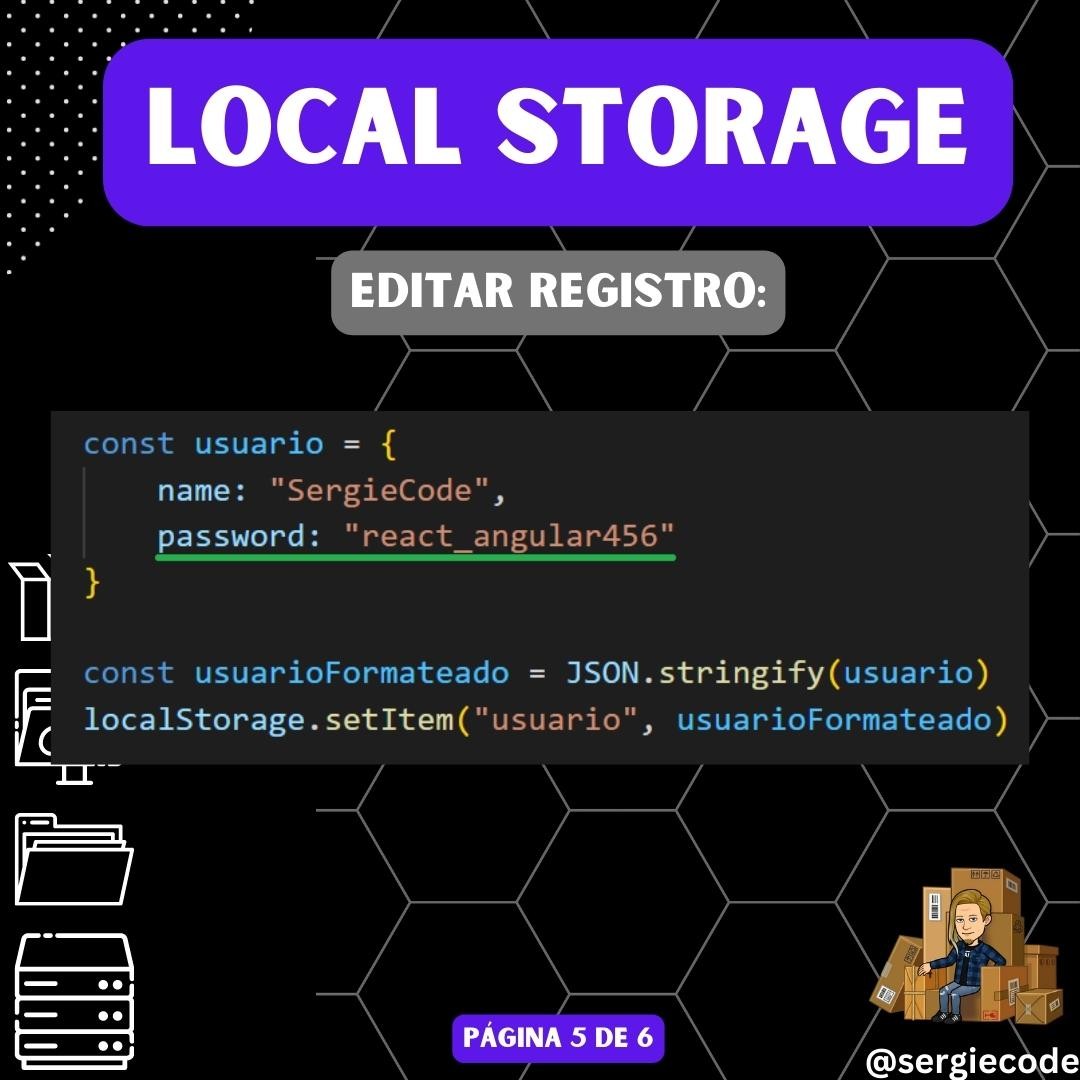 LOCAL STORAGE
EDITAR REGISTRO:
const usuario = {
    name: "SergieCode",
    password: "react_angular456"
}
const usuarioFormateado = JSON.stringify(usuario)
localStorage.setItem("usuario", usuarioFormateado)
PÁGINA 5 DE 6
@sergiecode